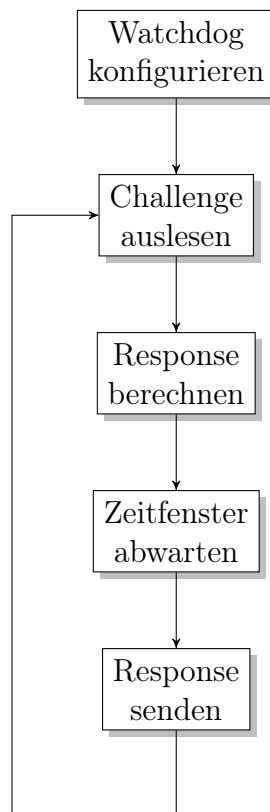 Watchdog
konfigurieren
Challenge
auslesen
Response
berechnen
Zeitfenster
abwarten
Response
senden